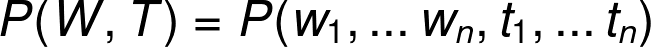 P(W, T) = P(w₁, ... wₙ, t₁, ... tₙ)